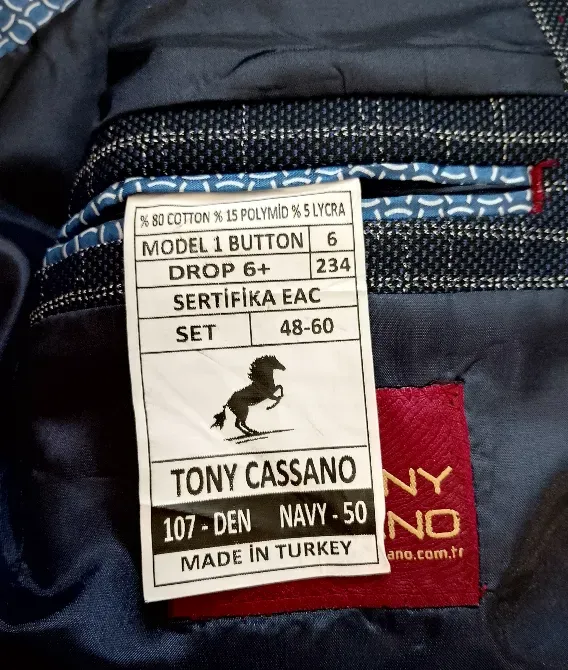 % 80 COTTON % 15 POLYMİD % 5 LYCRA
MODEL 1 BUTTON 6
DROP 6+ 234
SERTİFİKA EAC
SET 48-60
TONY CASSANO
107 - DEN NAVY - 50
MADE İN TURKEY
NY
ANO
ano.com.tr